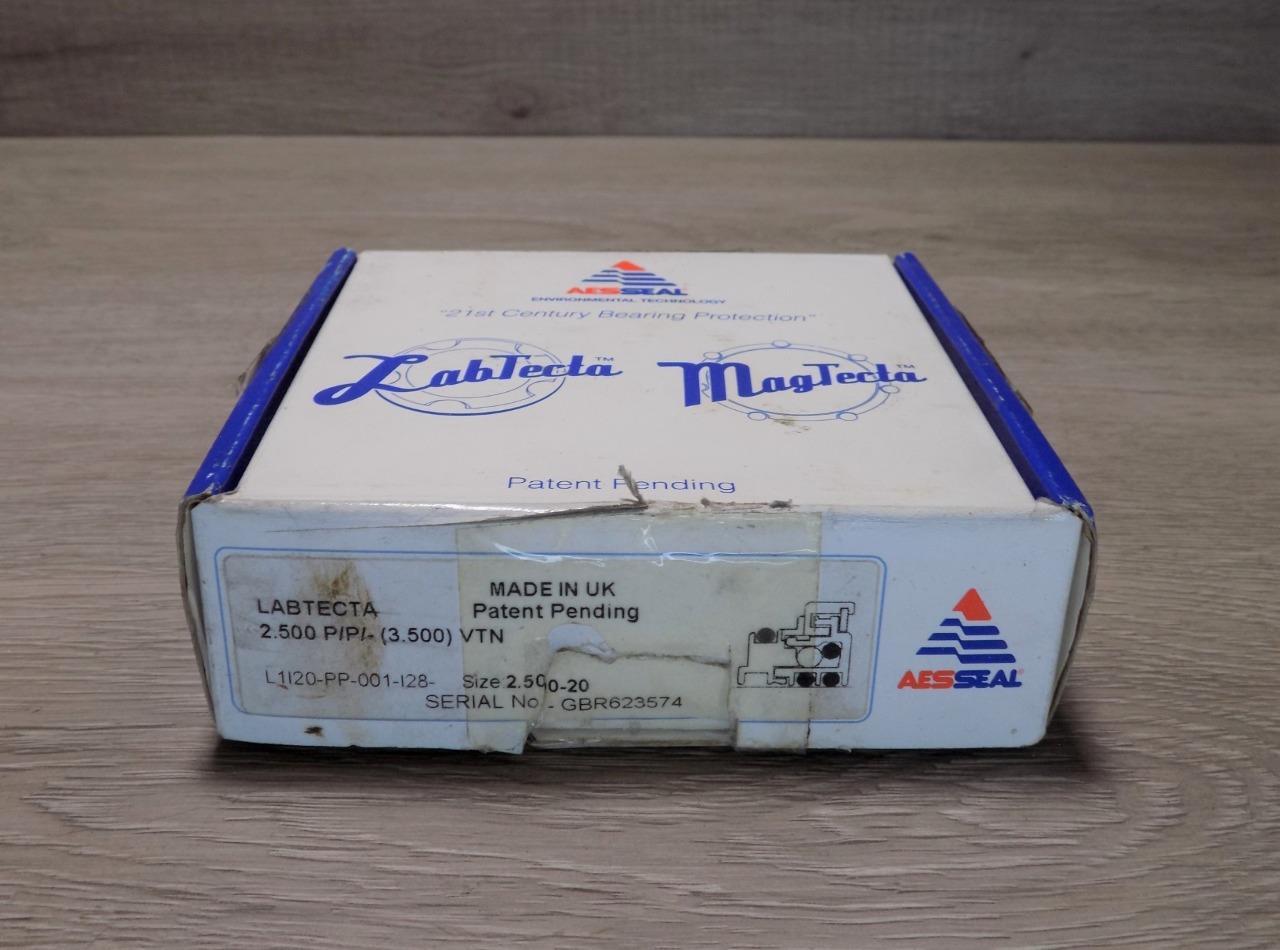 AESSEAL
ENVIRONMENTAL TECHNOLOGY
"21st Century Bearing Protection"
LabTecta™
MagTecta™
Patent Pending
MADE IN UK
LABTECTA
Patent Pending
2.500 P/P/- (3.500) VTN
L1I20-PP-001-I28-
Size 2.500-20
SERIAL No - GBR623574
AESSEAL